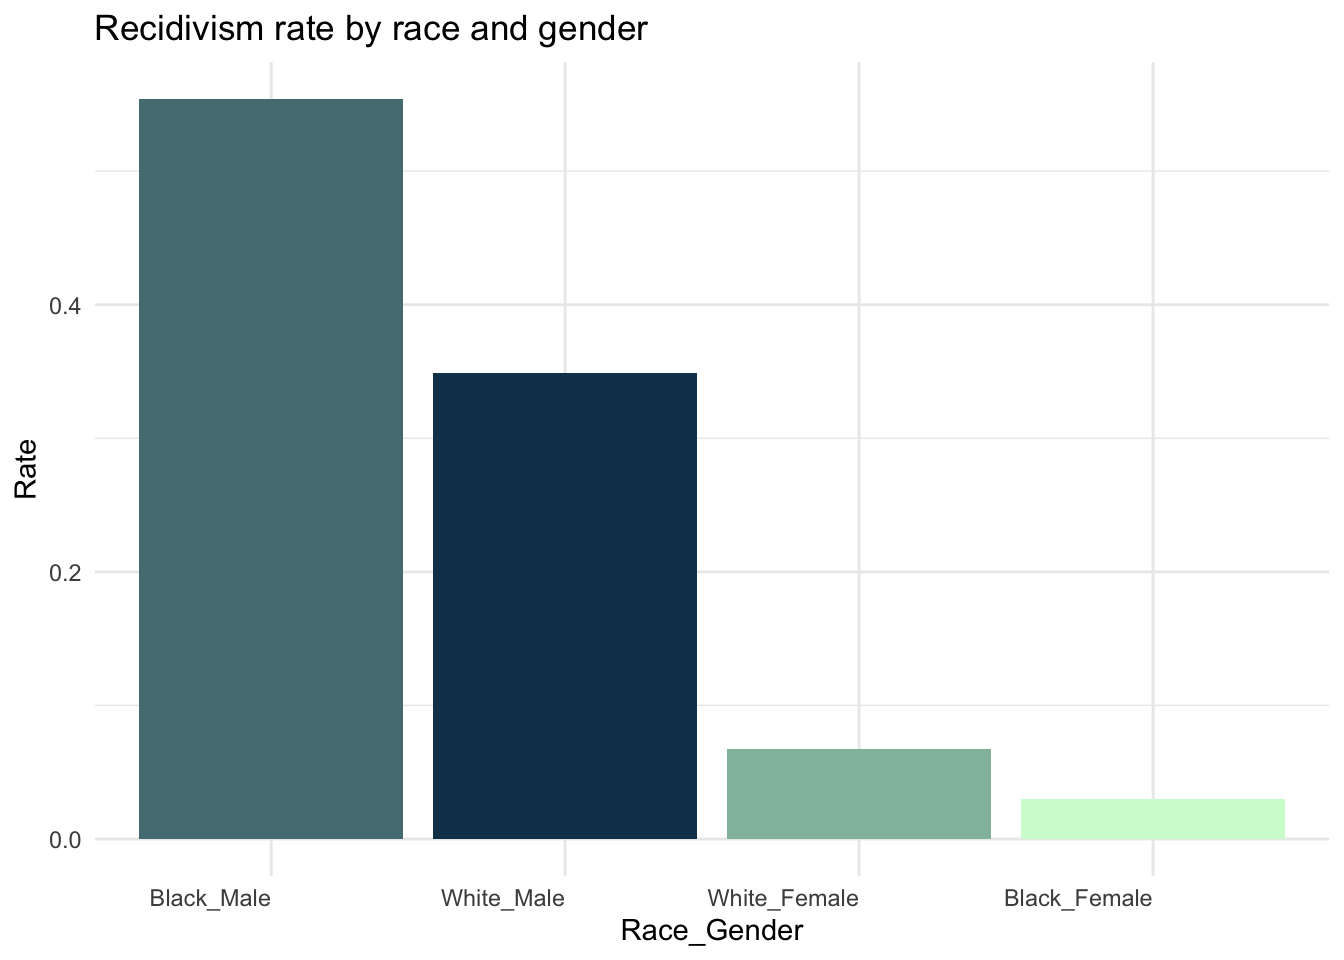 Recidivism rate by race and gender
0.4
0.2
0.0
Rate
Black_Male
White_Male
White_Female
Black_Female
Race_Gender